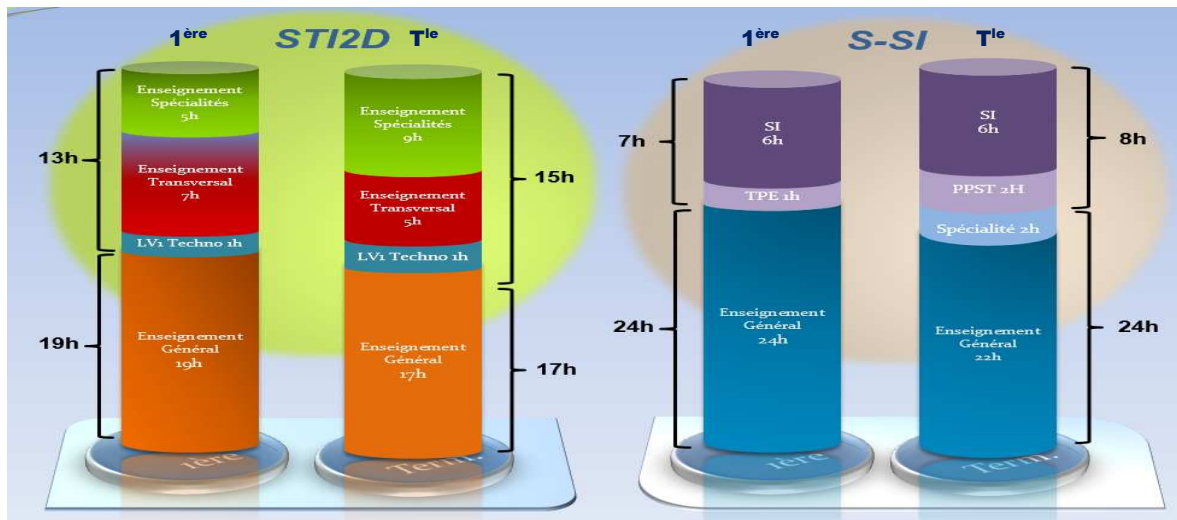 1ère
STI2D
Tle
Enseignement
Spécialités
5h
Enseignement
Transversal
7h
LV1 Techno 1h
Enseignement
Général
19h
13h
19h
1ère
Enseignement
Spécialités
9h
Enseignement
Transversal
5h
LV1 Techno 1h
Enseignement
Général
17h
15h
17h
Term.
1ère
S-SI
Tle
7h
24h
SI
6h
TPE 1h
Enseignement
Général
24h
1ère
SI
6h
PPST 2H
Spécialité 2h
Enseignement
Général
22h
8h
24h
Term.